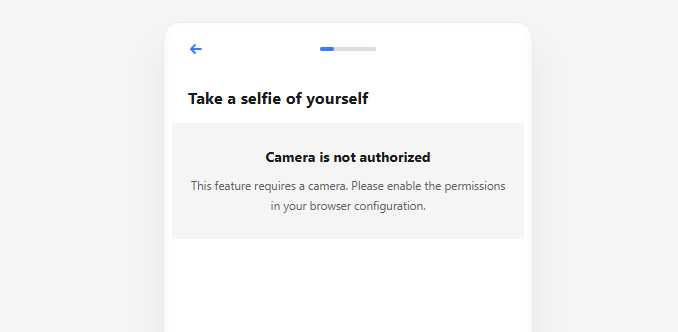 Take a selfie of yourself
Camera is not authorized
This feature requires a camera. Please enable the permissions
in your browser configuration.